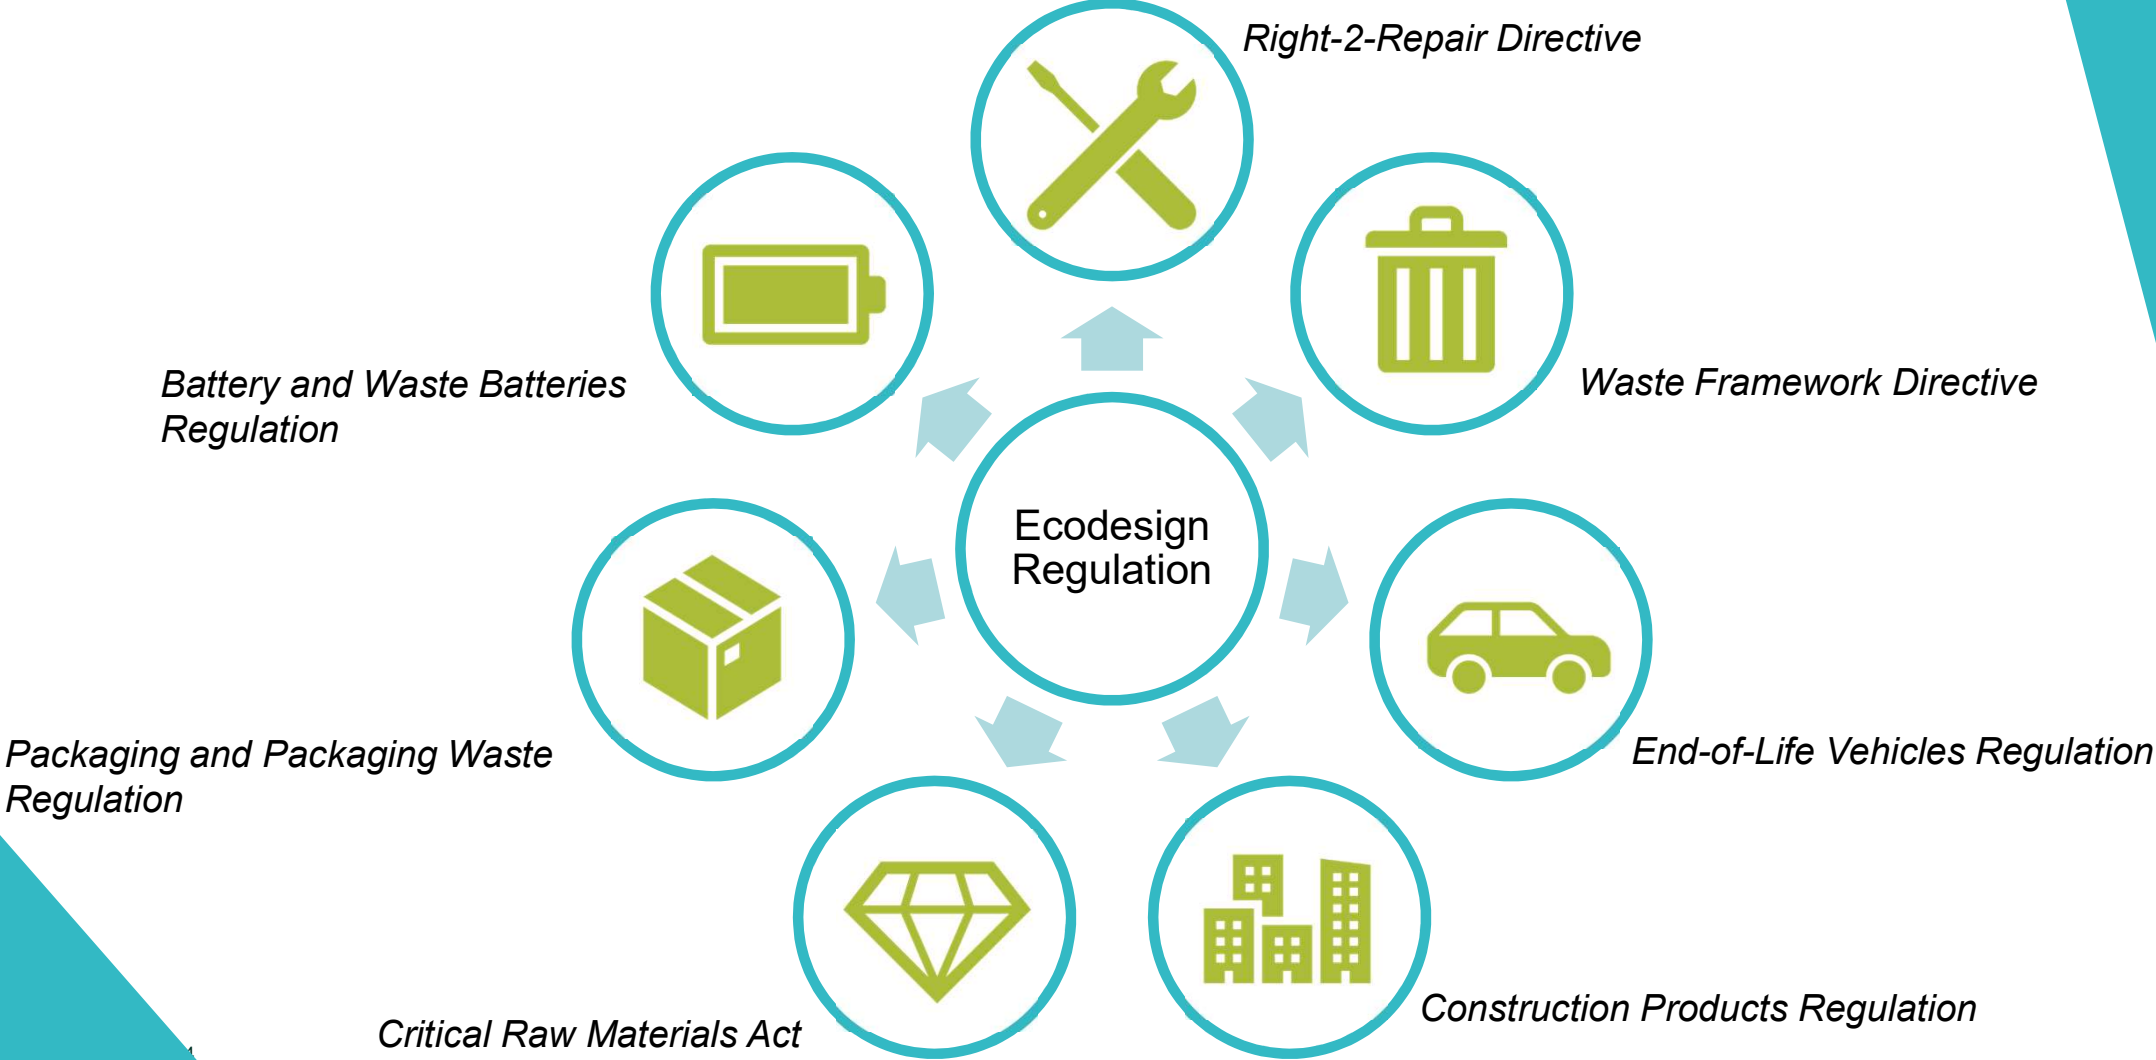 Right-2-Repair Directive
Battery and Waste Batteries
Regulation
Waste Framework Directive
Ecodesign
Regulation
Packaging and Packaging Waste
Regulation
End-of-Life Vehicles Regulation
Critical Raw Materials Act
Construction Products Regulation